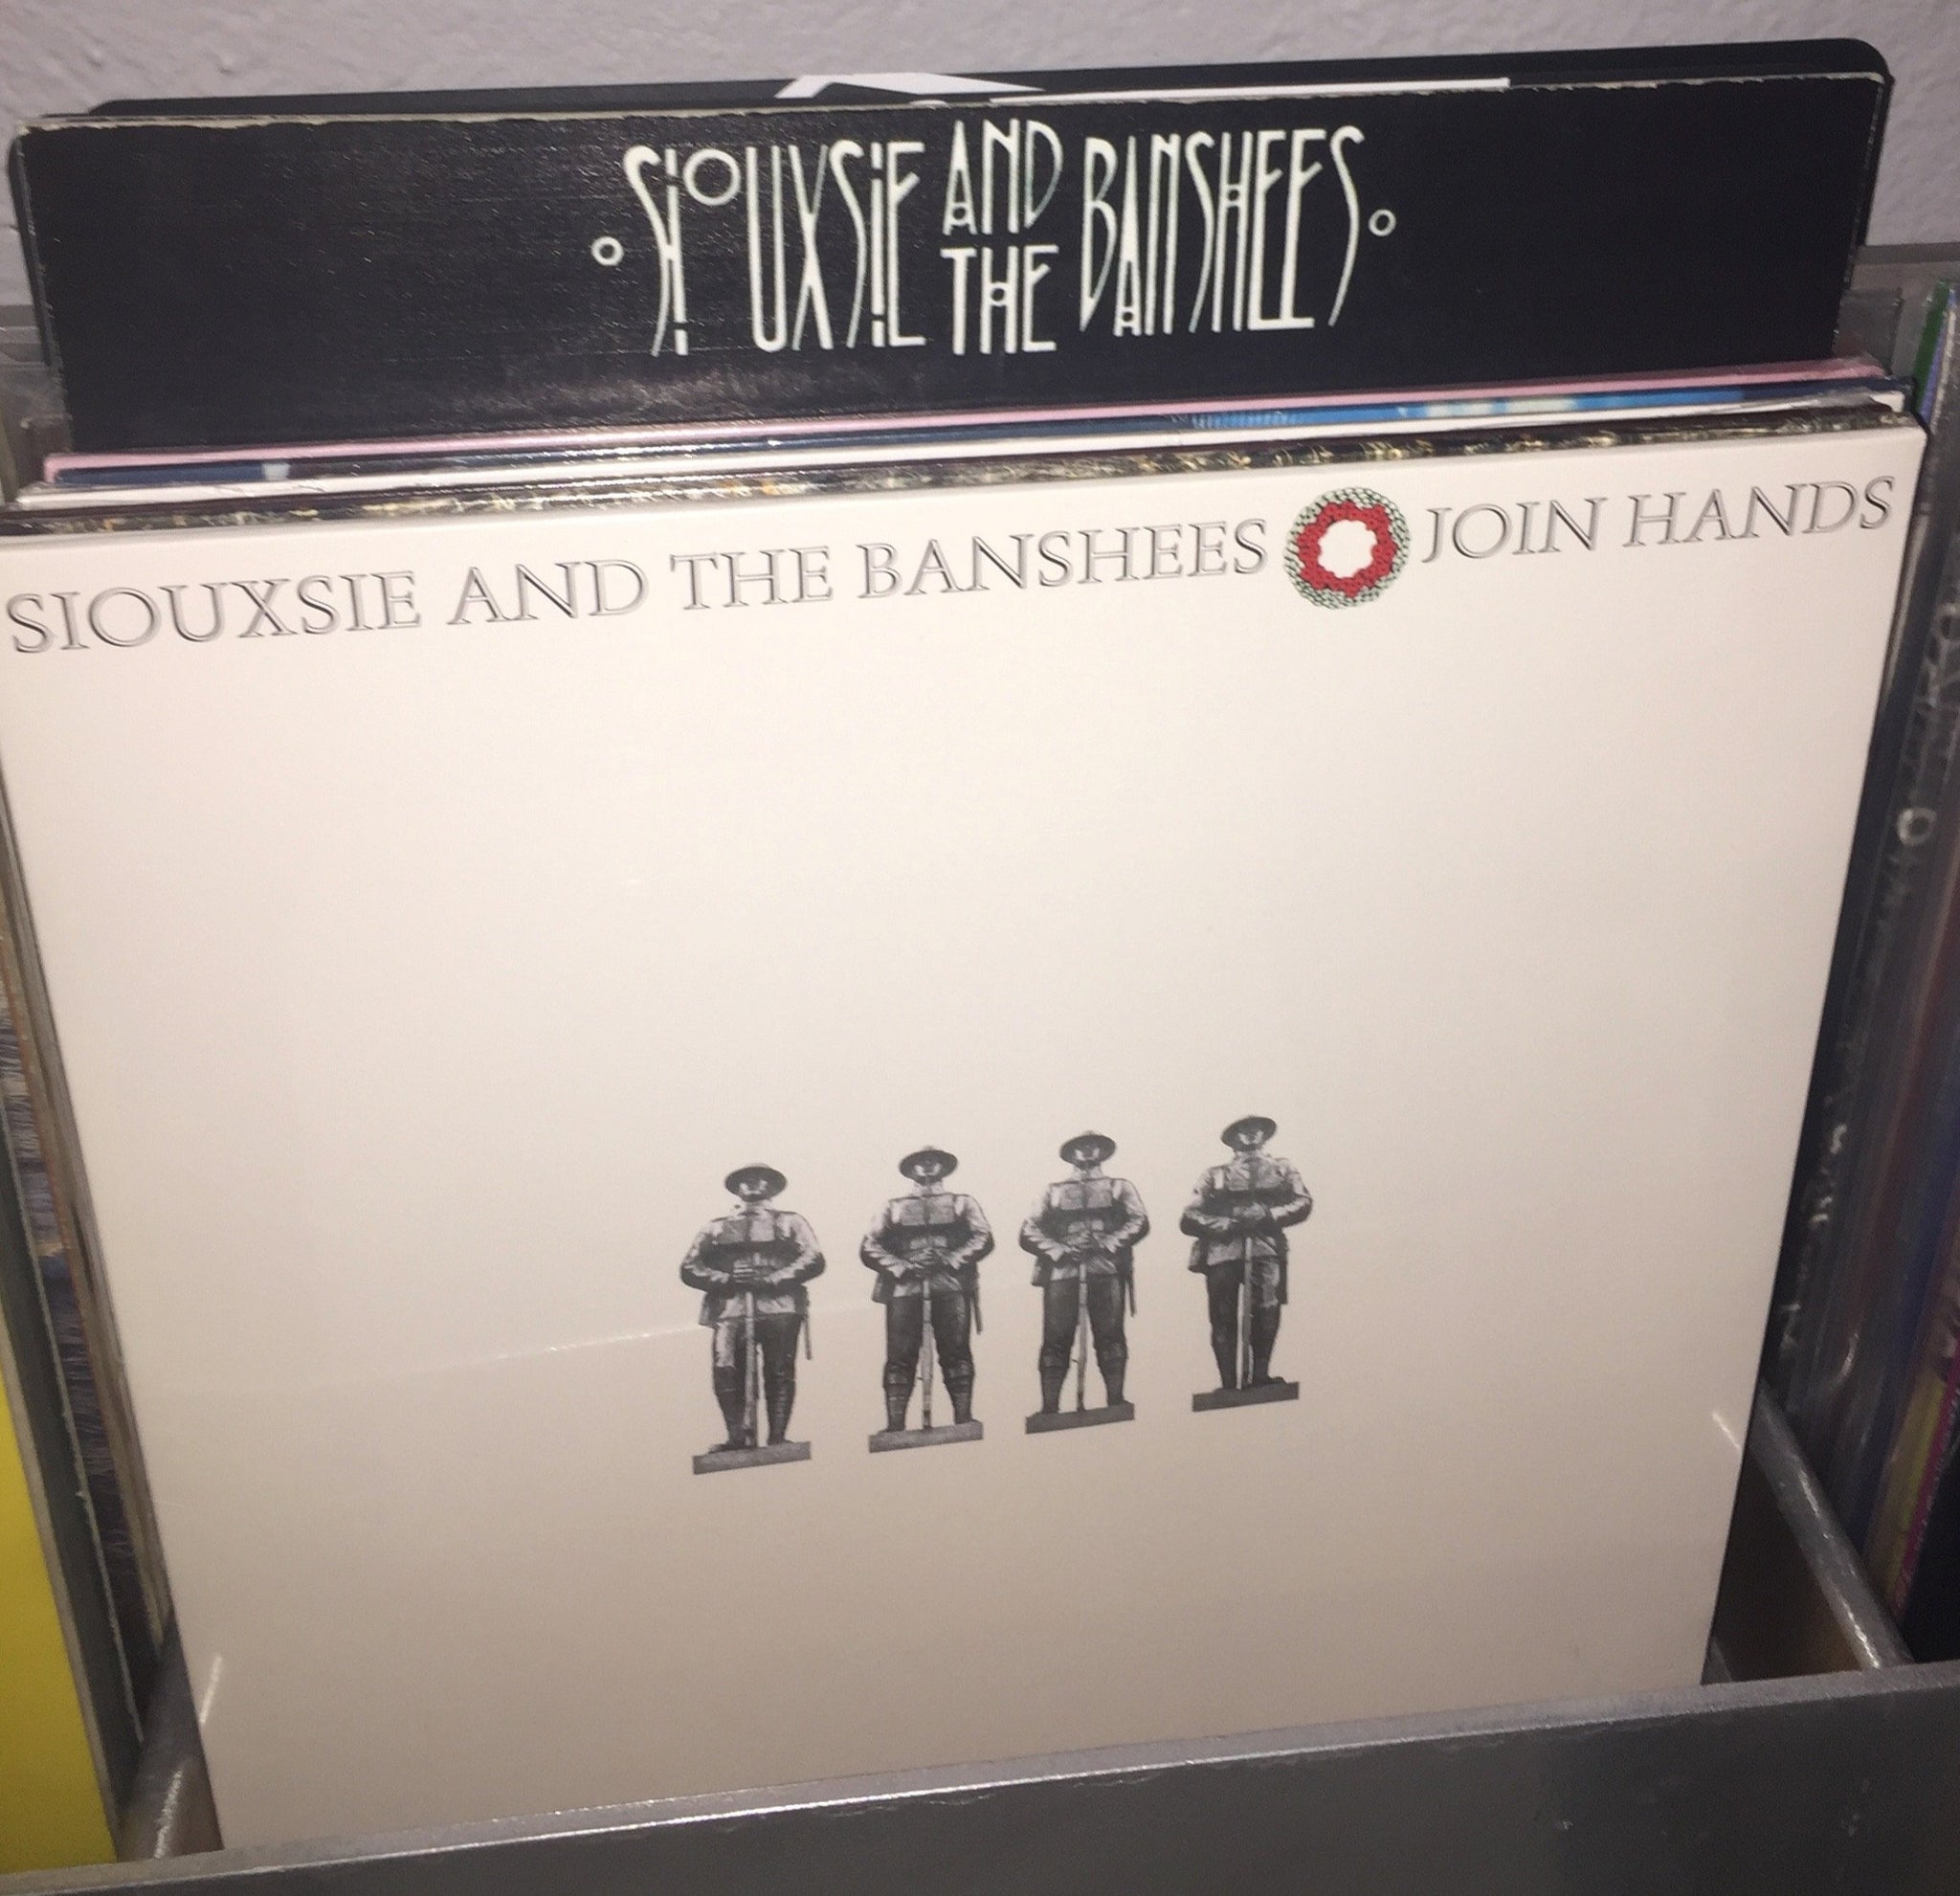 SIOUXSIE AND THE BANSHEES
SIOUXSIE AND THE BANSHEES JOIN HANDS